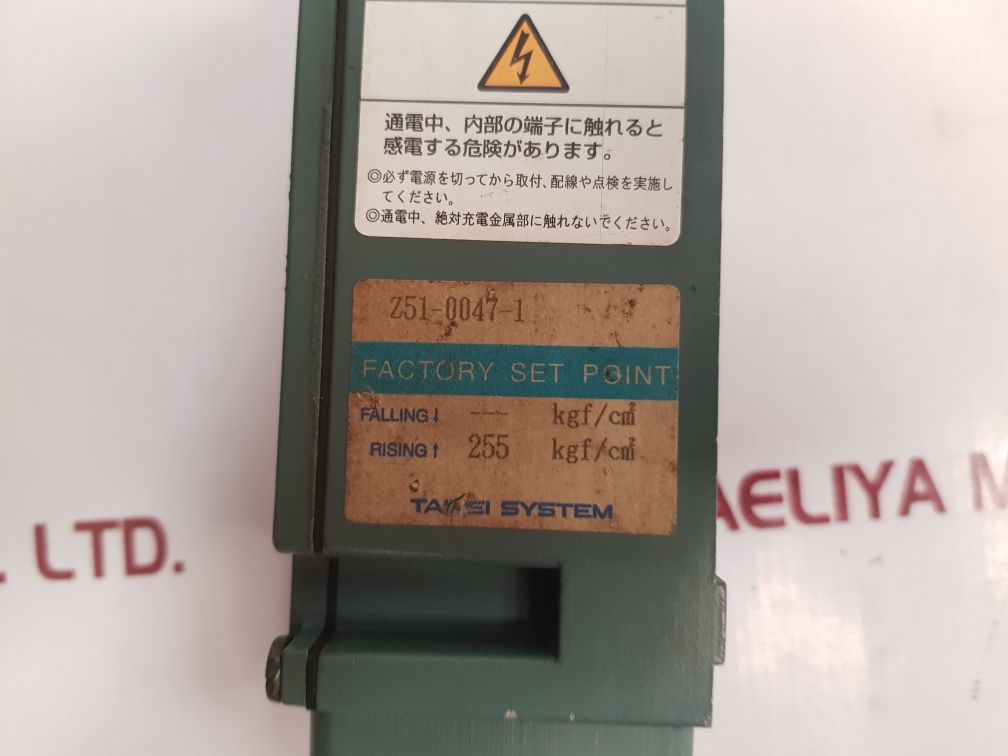 通電中、内部の端子に触れると
感電する危険があります。
◎必ず電源を切ってから取付、配線や点検を実施し
てください。
◎通電中、絶対充電金属部に触れないでください。
Z51-0047-1
FACTORY SET POINT
FALLING↓ --- kgf/c㎡
RISING↑ 255 kgf/c㎡
SYSTEM
. LTD.
AELIYA M